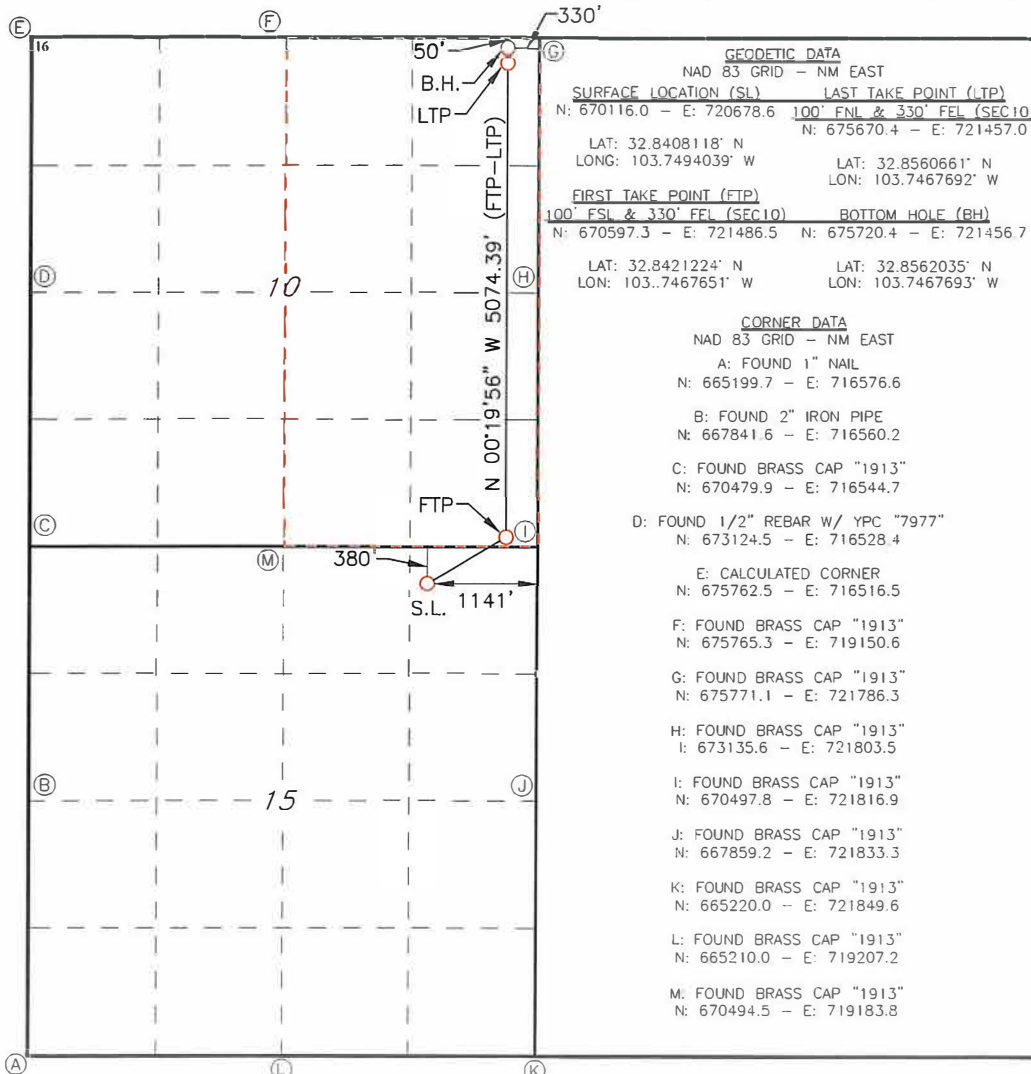 E
F
16
330'
50'
G
B.H.
LTP
N 00°19'56" W 5074.39' (FTP-LTP)
D
10
H
FTP
C
I
M
380'
S.L.
1141'
B
15
J
A
L
K
GEODETIC DATA
NAD 83 GRID - NM EAST
SURFACE LOCATION (SL)
N: 670116.0 - E: 720678.6
LAT: 32.8408118° N
LONG: 103.7494039° W
LAST TAKE POINT (LTP)
100' FNL & 330' FEL (SEC10
N: 675670.4 - E: 721457.0
LAT: 32.8560661° N
LON: 103.7467692° W
FIRST TAKE POINT (FTP)
100' FSL & 330' FEL (SEC10)
N: 670597.3 - E: 721486.5
LAT: 32.8421224° N
LON: 103..7467651° W
BOTTOM HOLE (BH)
N: 675720.4 - E: 721456.7
LAT: 32.8562035° N
LON: 103.7467693° W
CORNER DATA
NAD 83 GRID - NM EAST
A: FOUND 1" NAIL
N: 665199.7 - E: 716576.6
B: FOUND 2" IRON PIPE
N: 667841.6 - E: 716560.2
C: FOUND BRASS CAP "1913"
N: 670479.9 - E: 716544.7
D: FOUND 1/2" REBAR W/ YPC "7977"
N: 673124.5 - E: 716528.4
E: CALCULATED CORNER
N: 675762.5 - E: 716516.5
F: FOUND BRASS CAP "1913"
N: 675765.3 - E: 719150.6
G: FOUND BRASS CAP "1913"
N: 675771.1 - E: 721786.3
H: FOUND BRASS CAP "1913"
I: 673135.6 - E: 721803.5
I: FOUND BRASS CAP "1913"
N: 670497.8 - E: 721816.9
J: FOUND BRASS CAP "1913"
N: 667859.2 - E: 721833.3
K: FOUND BRASS CAP "1913"
N: 665220.0 - E: 721849.6
L: FOUND BRASS CAP "1913"
N: 665210.0 - E: 719207.2
M: FOUND BRASS CAP "1913"
N: 670494.5 - E: 719183.8